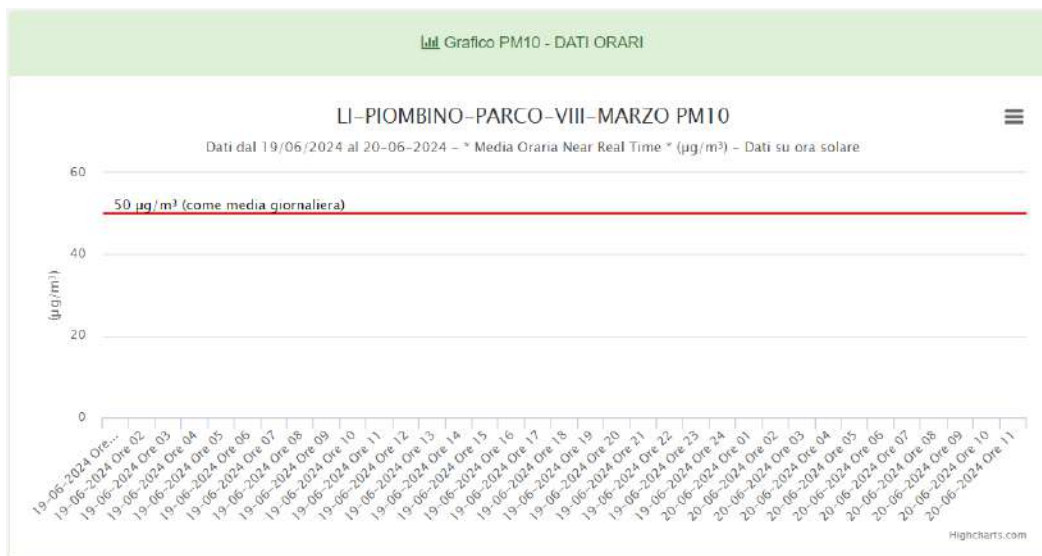 Grafico PM10 - DATI ORARI
LI-PIOMBINO-PARCO-VIII-MARZO PM10
Dati dal 19/06/2024 al 20-06-2024 - * Media Oraria Near Real Time * (µg/m³) - Dati su ora solare
60
50 µg/m³ (come media giornaliera)
40
(µg/m³)
20
0
19-06-2024 Ore...
19-06-2024 Ore 02
19-06-2024 Ore 03
19-06-2024 Ore 04
19-06-2024 Ore 05
19-06-2024 Ore 06
19-06-2024 Ore 07
19-06-2024 Ore 08
19-06-2024 Ore 09
19-06-2024 Ore 10
19-06-2024 Ore 11
19-06-2024 Ore 12
19-06-2024 Ore 13
19-06-2024 Ore 14
19-06-2024 Ore 15
19-06-2024 Ore 16
19-06-2024 Ore 17
19-06-2024 Ore 18
19-06-2024 Ore 19
19-06-2024 Ore 20
19-06-2024 Ore 21
19-06-2024 Ore 22
19-06-2024 Ore 23
19-06-2024 Ore 24
20-06-2024 Ore 01
20-06-2024 Ore 02
20-06-2024 Ore 03
20-06-2024 Ore 04
20-06-2024 Ore 05
20-06-2024 Ore 06
20-06-2024 Ore 07
20-06-2024 Ore 08
20-06-2024 Ore 09
20-06-2024 Ore 10
20-06-2024 Ore 11
Highcharts.com